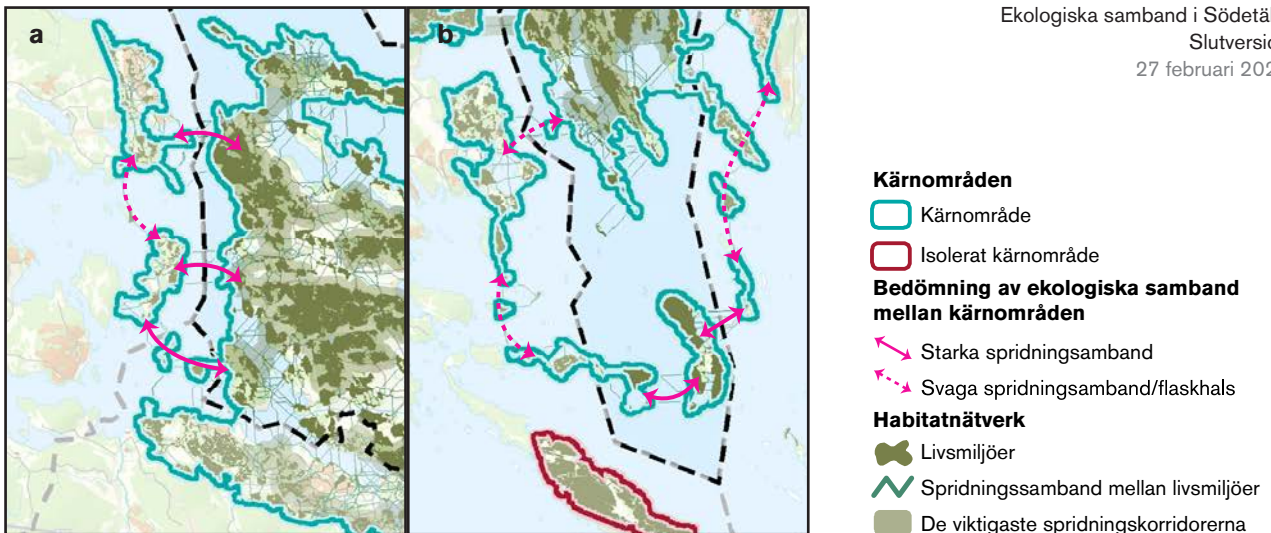 Ekologiska samband i Södetäl
Slutversio
27 februari 202
a
b
Kärnområden
Kärnområde
Isolerat kärnområde
Bedömning av ekologiska samband
mellan kärnområden
Starka spridningsamband
Svaga spridningsamband/flaskhals
Habitatnätverk
Livsmiljöer
Spridningssamband mellan livsmiljöer
De viktigaste spridningskorridorerna